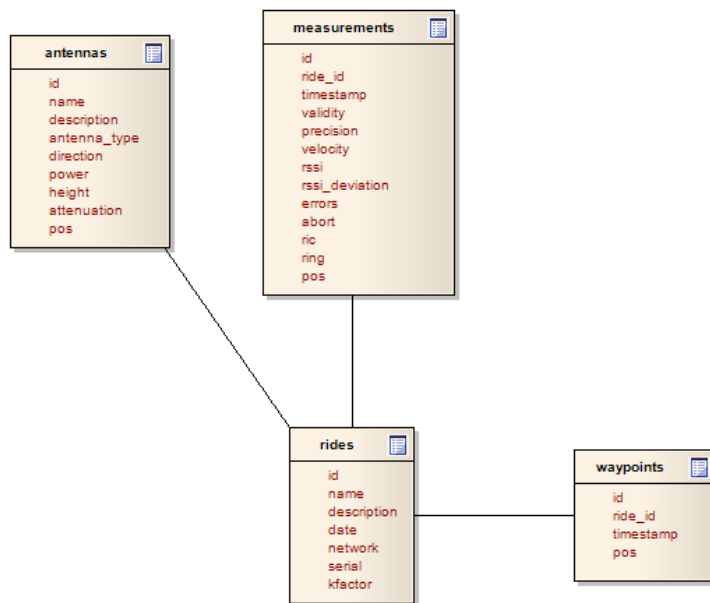 antennas
id
name
description
antenna_type
direction
power
height
attenuation
pos
measurements
id
ride_id
timestamp
validity
precision
velocity
rssi
rssi_deviation
errors
abort
ric
ring
pos
rides
id
name
description
date
network
serial
kfactor
waypoints
id
ride_id
timestamp
pos